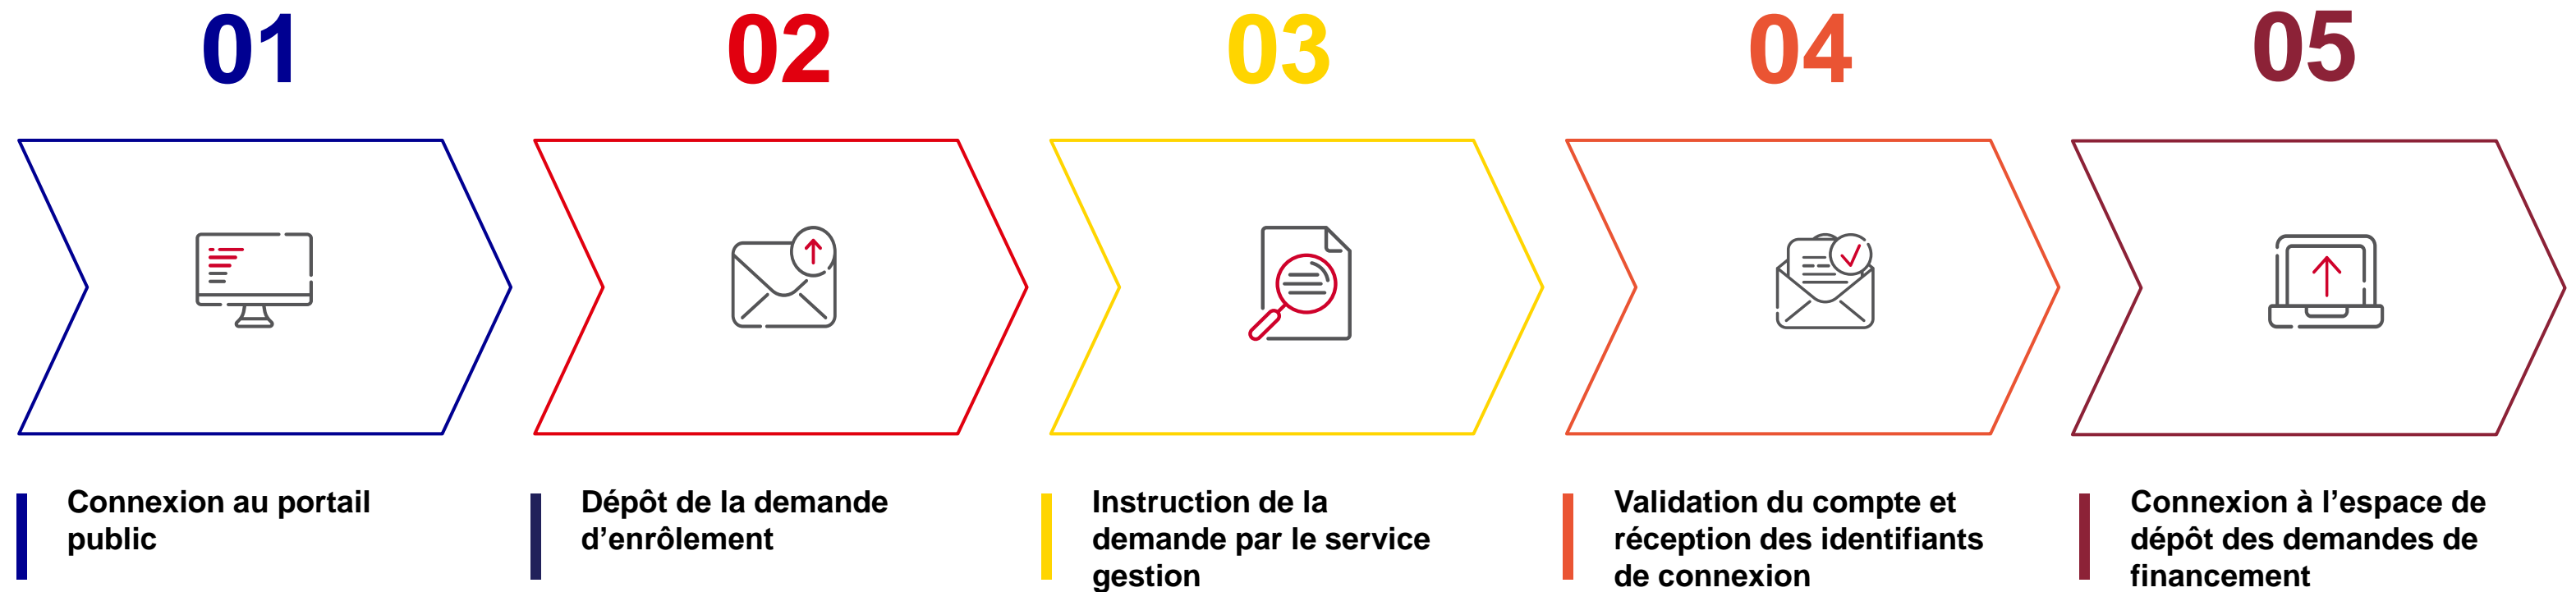 01
02
03
04
05
Connexion au portail
public
Dépôt de la demande
d’enrôlement
Instruction de la
demande par le service
gestion
Validation du compte et
réception des identifiants
de connexion
Connexion à l’espace de
dépôt des demandes de
financement